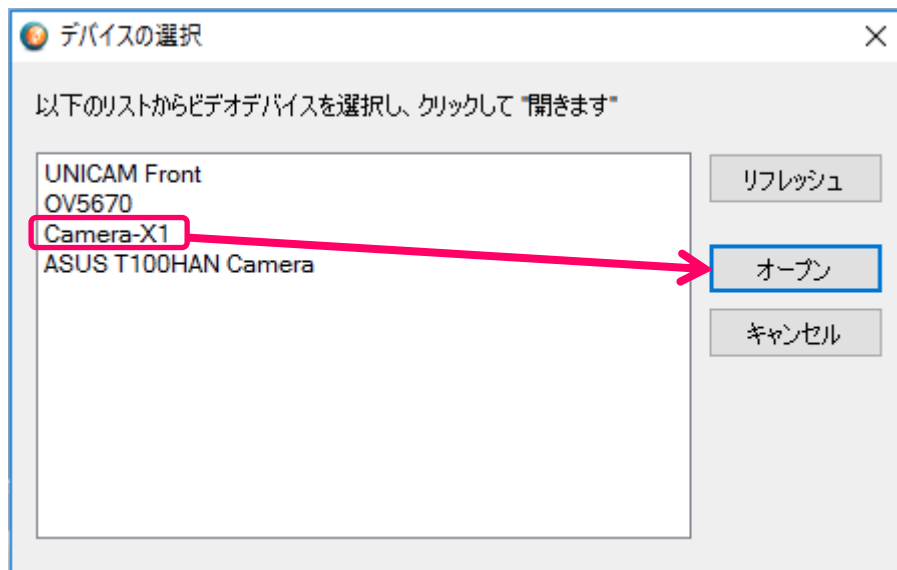 デバイスの選択
以下のリストからビデオデバイスを選択し、クリックして "開きます"
UNICAM Front
OV5670
Camera-X1
ASUS T100HAN Camera
リフレッシュ
オープン
キャンセル